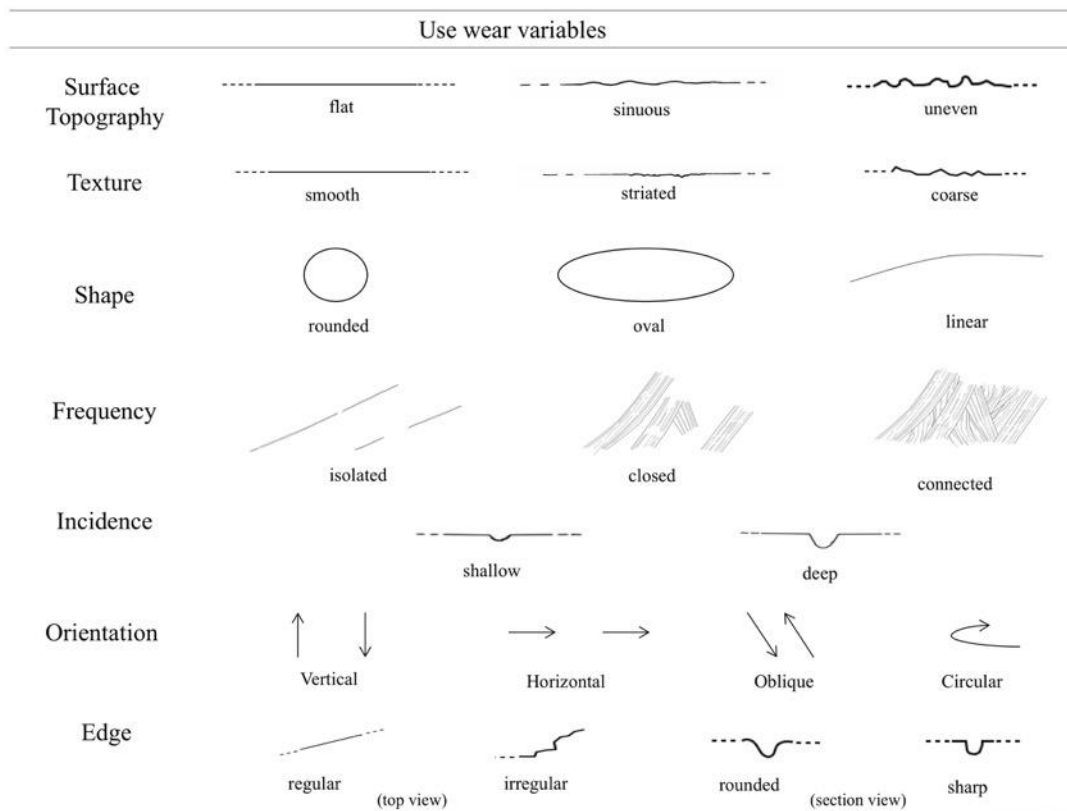 Use wear variables
Surface
Topography
flat
sinuous
uneven
Texture
smooth
striated
coarse
Shape
rounded
oval
linear
Frequency
isolated
closed
connected
Incidence
shallow
deep
Orientation
Vertical
Horizontal
Oblique
Circular
Edge
regular
(top view)
irregular
rounded
(section view)
sharp